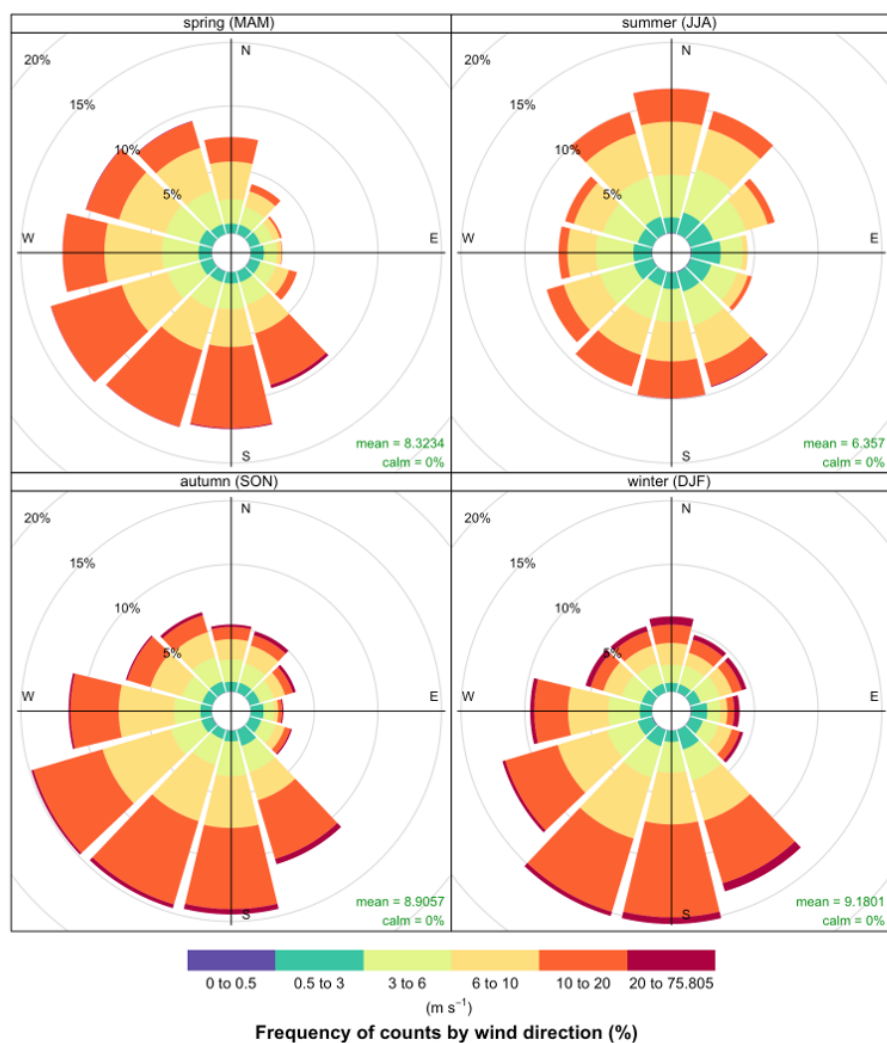 spring (MAM)
summer (JJA)
20%
15%
10%
5%
N
W
E
S
mean = 8.3234
calm = 0%
20%
15%
10%
5%
N
W
E
S
mean = 6.357
calm = 0%
autumn (SON)
winter (DJF)
20%
15%
10%
5%
N
W
E
S
mean = 8.9057
calm = 0%
20%
15%
10%
5%
N
W
E
S
mean = 9.1801
calm = 0%
0 to 0.5 0.5 to 3 3 to 6 6 to 10 10 to 20 20 to 75.805
(m s⁻¹)
Frequency of counts by wind direction (%)